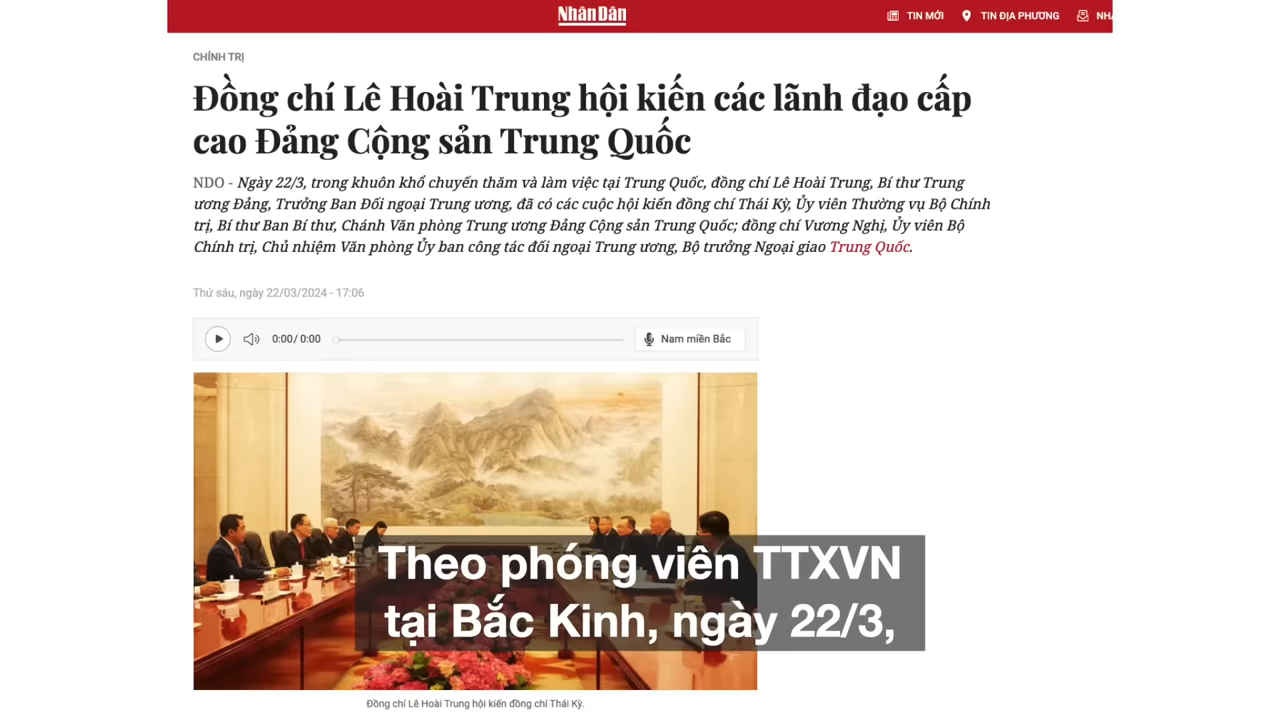 Nhân Dân
TIN MỚI
TIN ĐỊA PHƯƠNG
CHÍNH TRỊ
Đồng chí Lê Hoài Trung hội kiến các lãnh đạo cấp
cao Đảng Cộng sản Trung Quốc
NDO - Ngày 22/3, trong khuôn khổ chuyến thăm và làm việc tại Trung Quốc, đồng chí Lê Hoài Trung, Bí thư Trung
ương Đảng, Trưởng Ban Đối ngoại Trung ương, đã có các cuộc hội kiến đồng chí Thái Kỳ, Ủy viên Thường vụ Bộ Chính
trị, Bí thư Ban Bí thư, Chánh Văn phòng Trung ương Đảng Cộng sản Trung Quốc; đồng chí Vương Nghị, Ủy viên Bộ
Chính trị, Chủ nhiệm Văn phòng Ủy ban công tác đối ngoại Trung ương, Bộ trưởng Ngoại giao Trung Quốc.
Thứ sáu, ngày 22/03/2024 - 17:06
0:00/ 0:00
Nam miền Bắc
Theo phóng viên TTXVN
tại Bắc Kinh, ngày 22/3,
Đồng chí Lê Hoài Trung hội kiến đồng chí Thái Kỳ.